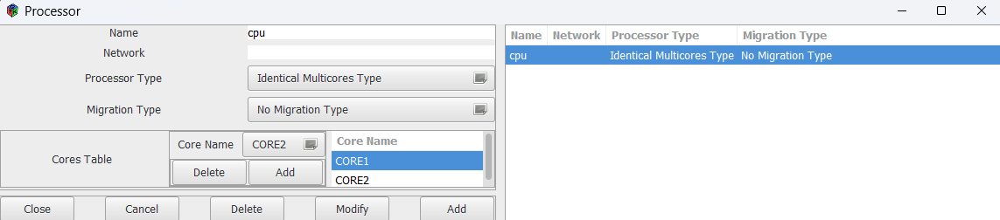 Processor
Name cpu
Network
Processor Type Identical Multicores Type
Migration Type No Migration Type
Cores Table
Core Name CORE2
Delete Add
Core Name
CORE1
CORE2
Close Cancel Delete Modify Add
Name Network Processor Type Migration Type
cpu Identical Multicores Type No Migration Type